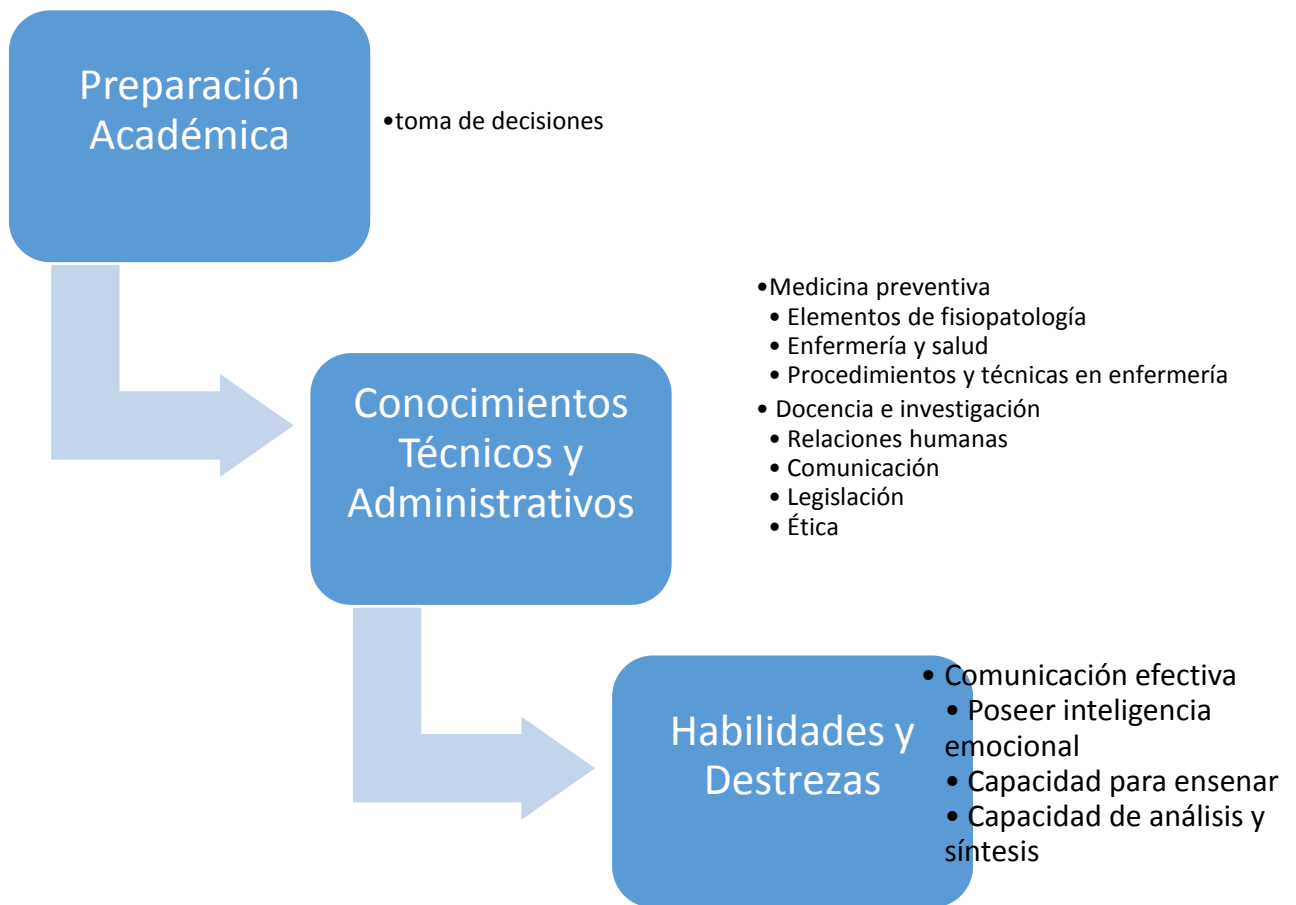 Preparación
Académica
•toma de decisiones
Conocimientos
Técnicos y
Administrativos
•Medicina preventiva
• Elementos de fisiopatología
• Enfermería y salud
• Procedimientos y técnicas en enfermería
• Docencia e investigación
• Relaciones humanas
• Comunicación
• Legislación
• Ética
Habilidades y
Destrezas
• Comunicación efectiva
• Poseer inteligencia
emocional
• Capacidad para ensenar
• Capacidad de análisis y
síntesis